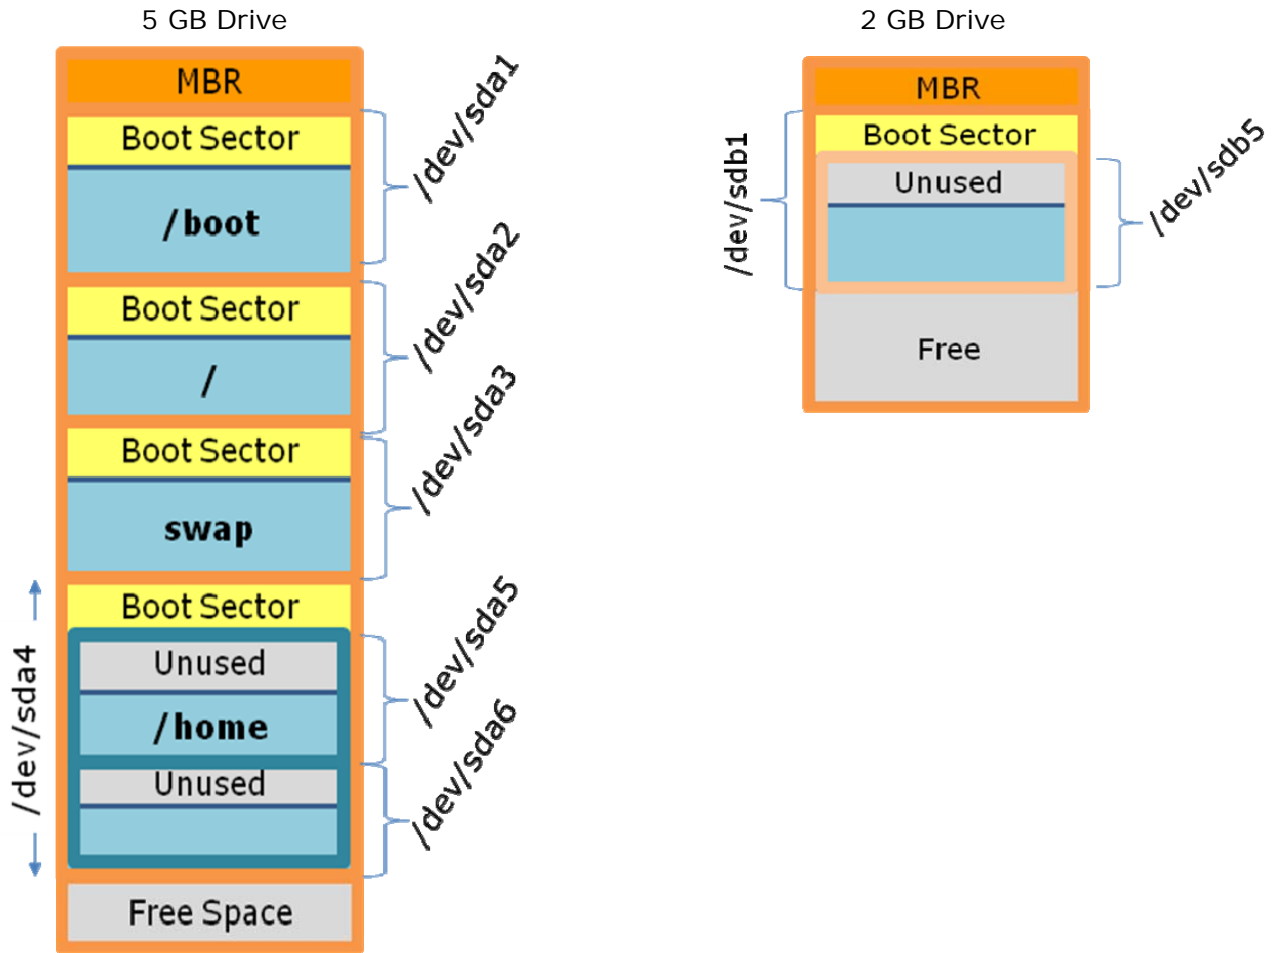 5 GB Drive
MBR
Boot Sector
/boot
/dev/sda1
Boot Sector
/
/dev/sda2
Boot Sector
swap
/dev/sda3
Boot Sector
/dev/sda4
Unused
/home
/dev/sda5
Unused
/dev/sda6
Free Space
2 GB Drive
MBR
Boot Sector
/dev/sdb1
Unused
/dev/sdb5
Free